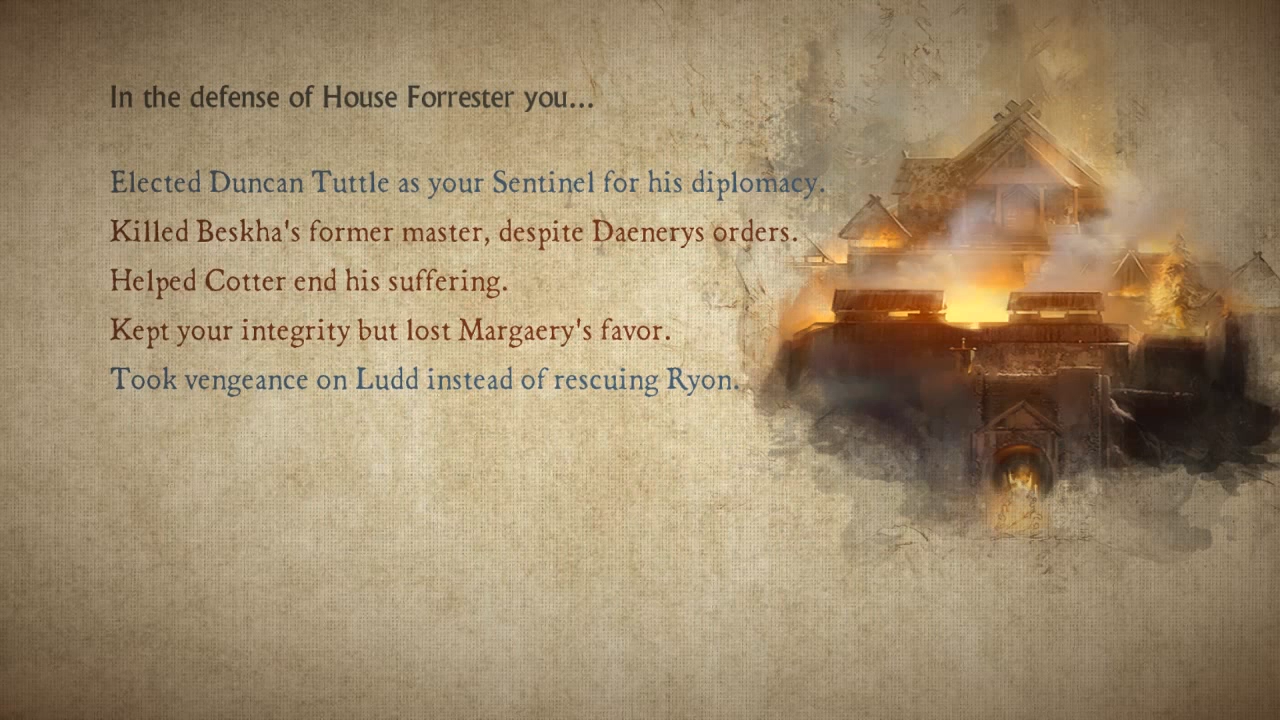 In the defense of House Forrester you...
Elected Duncan Tuttle as your Sentinel for his diplomacy.
Killed Beskha's former master, despite Daenerys orders.
Helped Cotter end his suffering.
Kept your integrity but lost Margaery's favor.
Took vengeance on Ludd instead of rescuing Ryon.